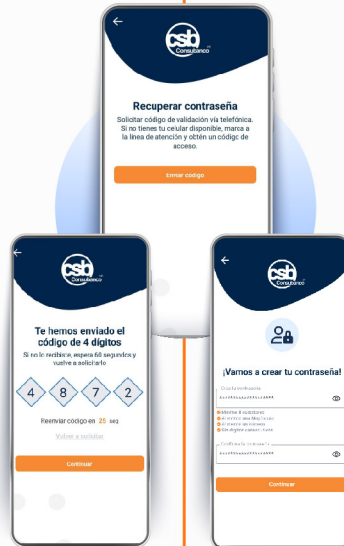 csb
Consultanco
Recuperar contraseña
Solicitar código de validación vía telefónica.
Si no tienes tu celular disponible, marca a
la línea de atención y obtén un código de
acceso.
Enviar código
csb
Consultanco
Te hemos enviado el
código de 4 dígitos
Si no lo recibiste, espera 60 segundos y
vuelve a solicitarlo
4 8 7 2
Reenviar código en 25 seg
Volver a solicitar
Continuar
csb
Consultanco
¡Vamos a crear tu contraseña!
Continuar